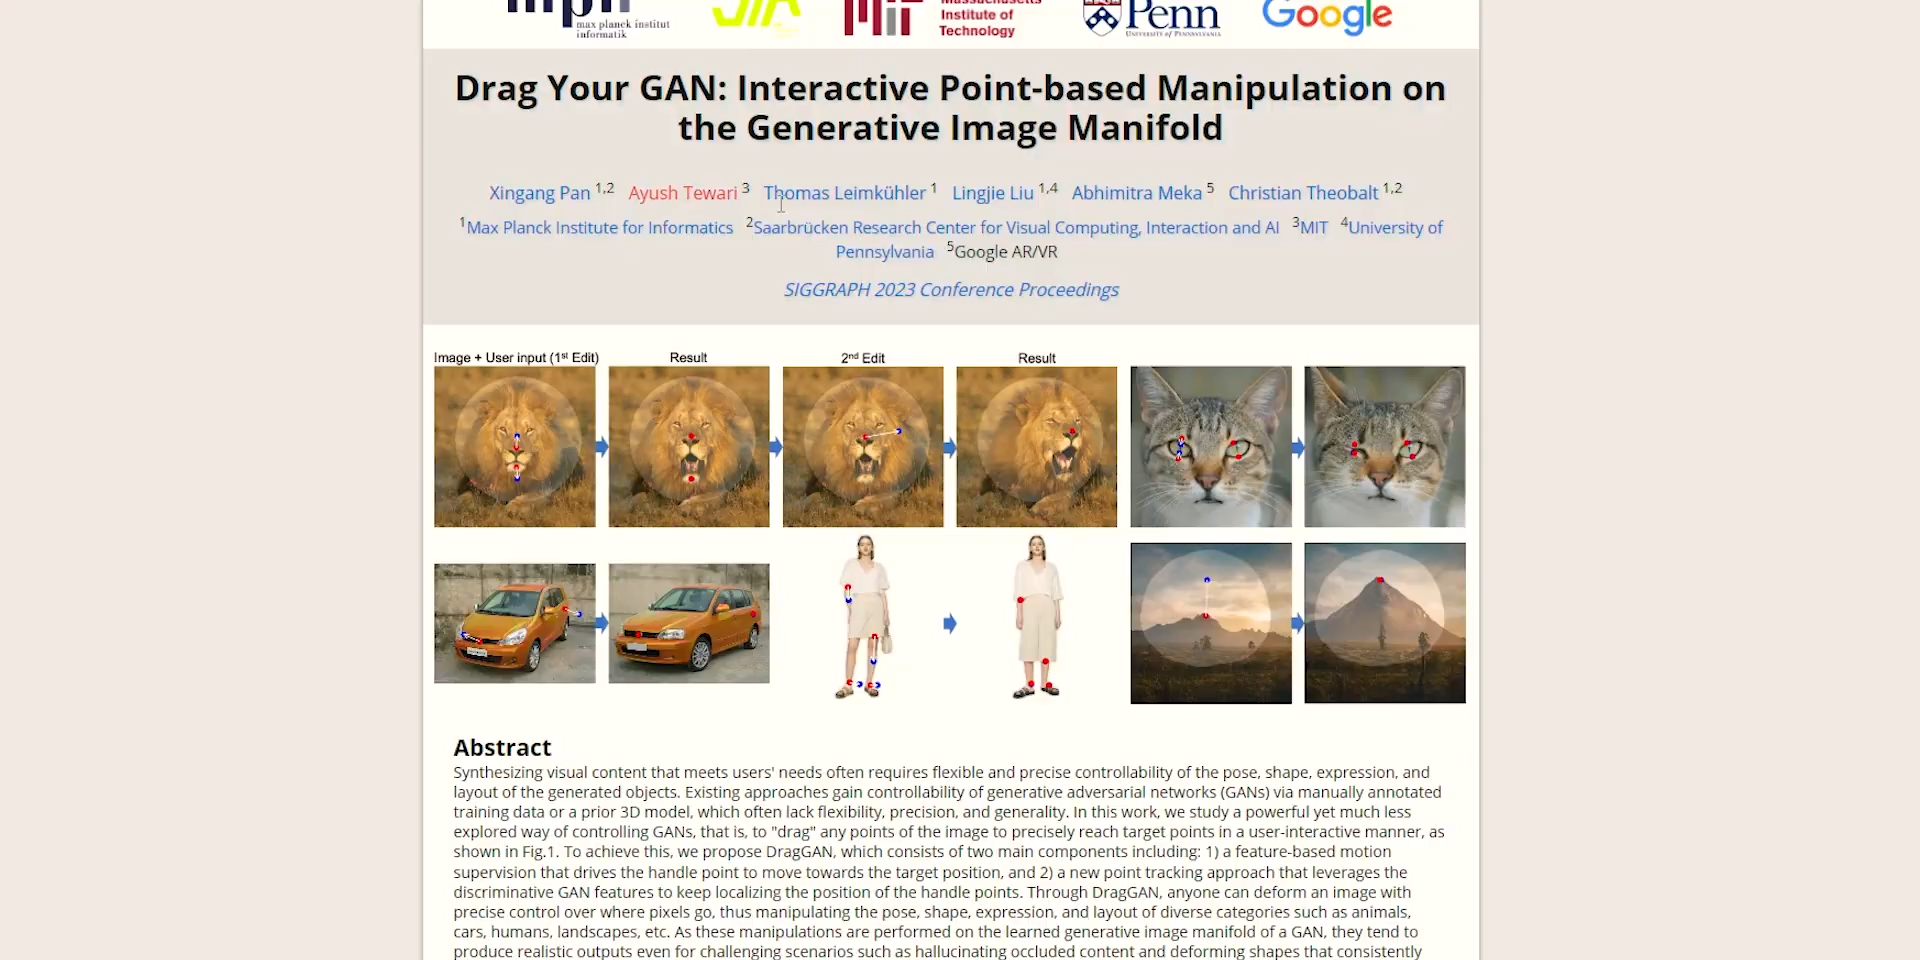 max planck institut
informatik
Massachusetts
Institute of
Technology
Penn
UNIVERSITY of PENNSYLVANIA
Google
Drag Your GAN: Interactive Point-based Manipulation on
the Generative Image Manifold
Xingang Pan 1,2 Ayush Tewari 3 Thomas Leimkühler 1 Lingjie Liu 1,4 Abhimitra Meka 5 Christian Theobalt 1,2
1Max Planck Institute for Informatics 2Saarbrücken Research Center for Visual Computing, Interaction and AI 3MIT 4University of
Pennsylvania 5Google AR/VR
SIGGRAPH 2023 Conference Proceedings
Image + User input (1st Edit) Result 2nd Edit Result
Abstract
Synthesizing visual content that meets users' needs often requires flexible and precise controllability of the pose, shape, expression, and
layout of the generated objects. Existing approaches gain controllability of generative adversarial networks (GANs) via manually annotated
training data or a prior 3D model, which often lack flexibility, precision, and generality. In this work, we study a powerful yet much less
explored way of controlling GANs, that is, to "drag" any points of the image to precisely reach target points in a user-interactive manner, as
shown in Fig.1. To achieve this, we propose DragGAN, which consists of two main components including: 1) a feature-based motion
supervision that drives the handle point to move towards the target position, and 2) a new point tracking approach that leverages the
discriminative GAN features to keep localizing the position of the handle points. Through DragGAN, anyone can deform an image with
precise control over where pixels go, thus manipulating the pose, shape, expression, and layout of diverse categories such as animals,
cars, humans, landscapes, etc. As these manipulations are performed on the learned generative image manifold of a GAN, they tend to
produce realistic outputs even for challenging scenarios such as hallucinating occluded content and deforming shapes that consistently